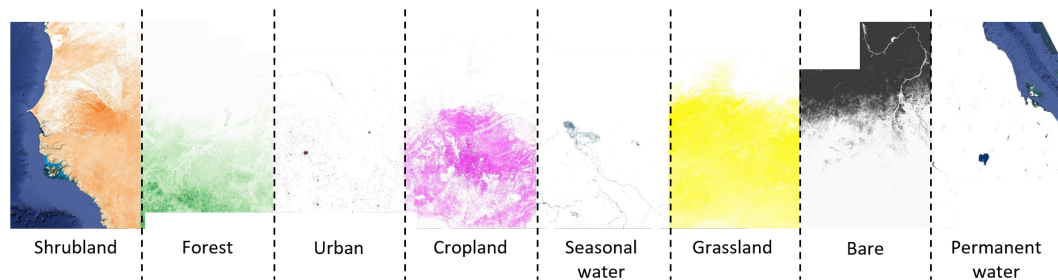 Shrubland
Forest
Urban
Cropland
Seasonal
water
Grassland
Bare
Permanent
water